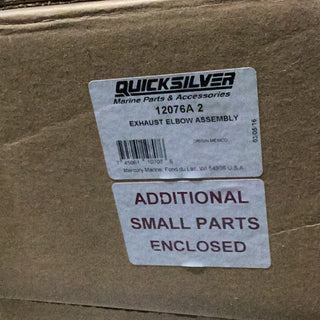 QUICKSILVER
Marine Parts & Accessories
12076A 2
EXHAUST ELBOW ASSEMBLY
ORIGIN MEXICO
Mercury Marine, Fond du Lac, WI 54936 U.S.A.
ADDITIONAL
SMALL PARTS
ENCLOSED